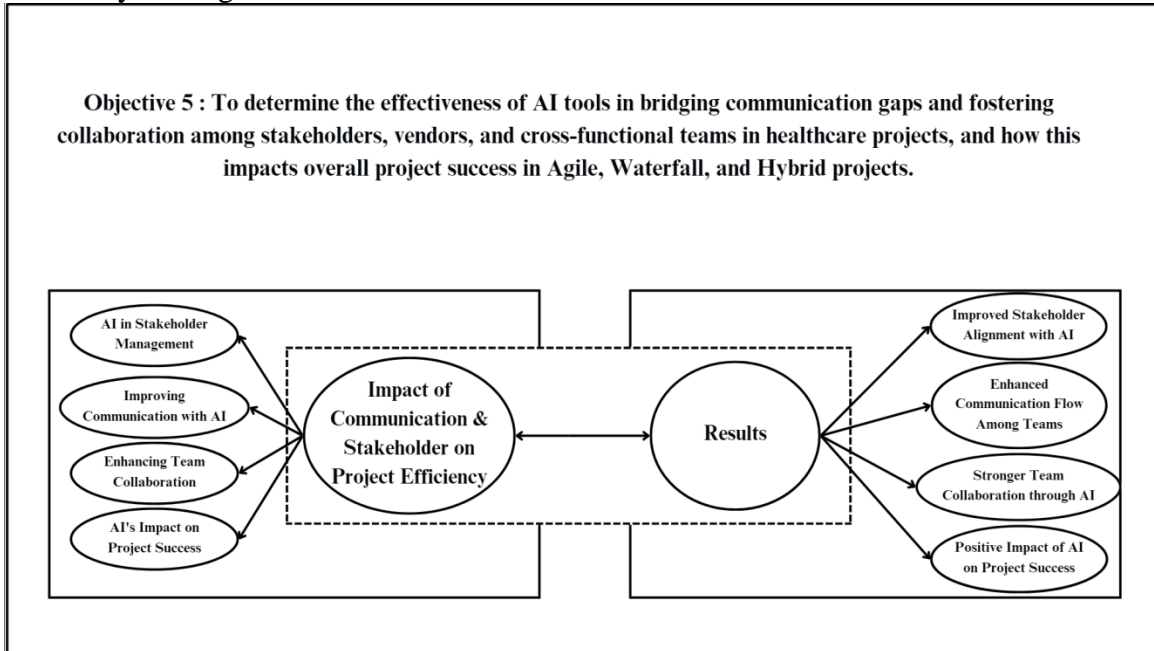 Objective 5 : To determine the effectiveness of AI tools in bridging communication gaps and fostering
collaboration among stakeholders, vendors, and cross-functional teams in healthcare projects, and how this
impacts overall project success in Agile, Waterfall, and Hybrid projects.
AI in Stakeholder
Management
Improving
Communication with AI
Enhancing Team
Collaboration
AI's Impact on
Project Success
Impact of
Communication &
Stakeholder on
Project Efficiency
Results
Improved Stakeholder
Alignment with AI
Enhanced
Communication Flow
Among Teams
Stronger Team
Collaboration through AI
Positive Impact of AI
on Project Success